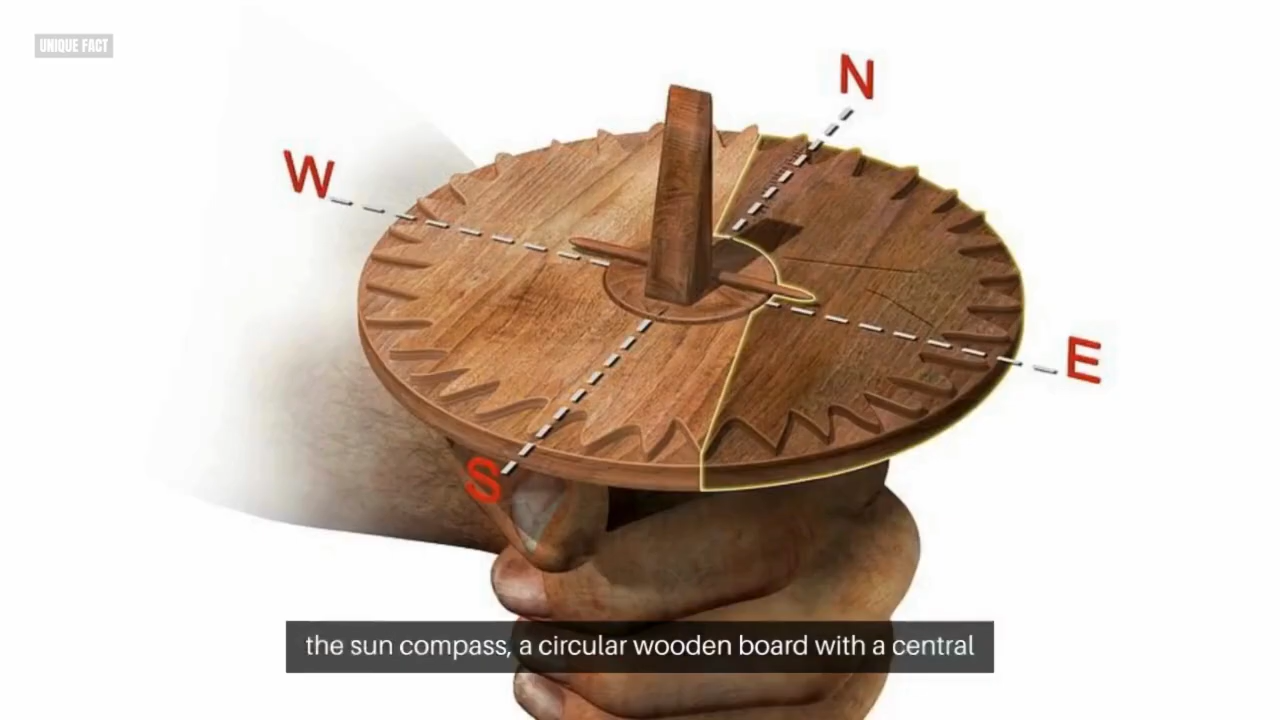 UNIQUE FACT
N
W
E
S
the sun compass, a circular wooden board with a central